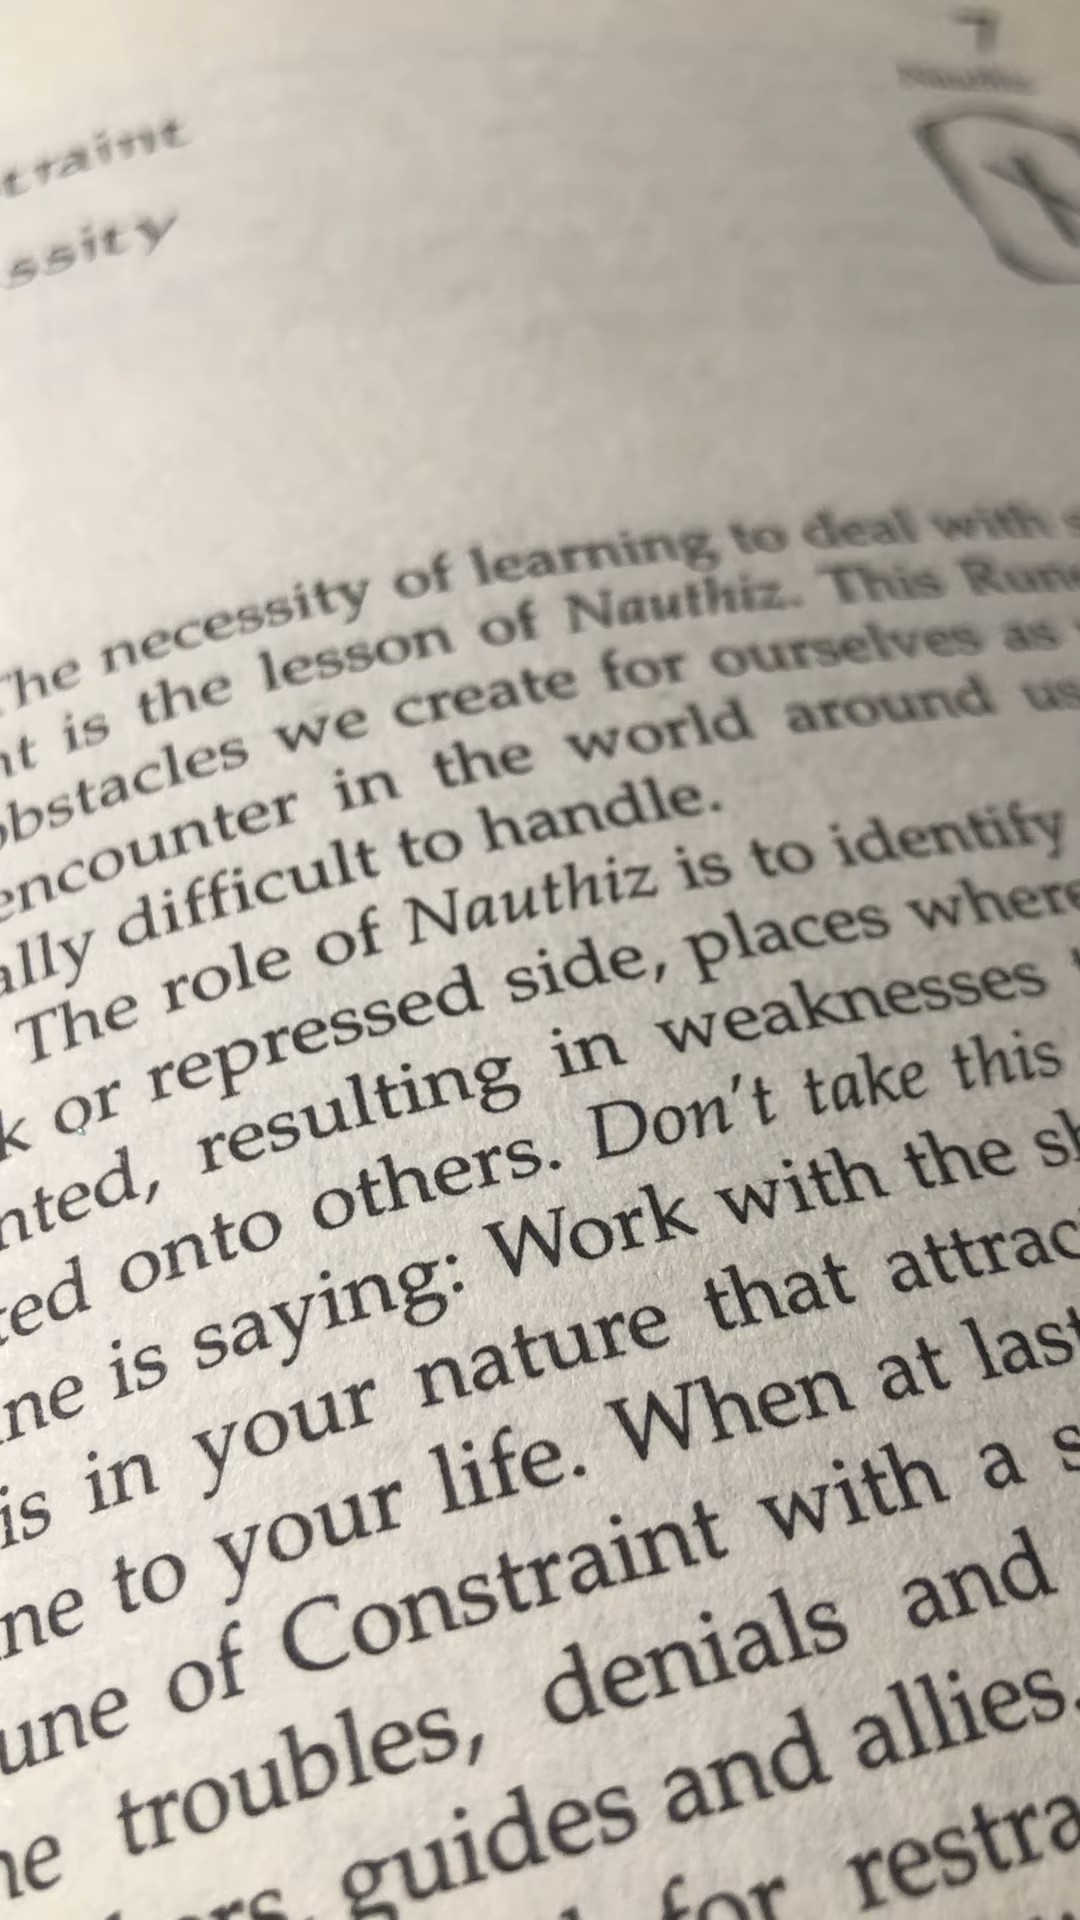 7
Nauthiz
traint
ssity
The necessity of learning to deal with s
nt is the lesson of Nauthiz. This Rune
obstacles we create for ourselves as
encounter in the world around us
ally difficult to handle.
The role of Nauthiz is to identify
k or repressed side, places where
nted, resulting in weaknesses
ted onto others. Don't take this
ne is saying: Work with the sh
is in your nature that attrac
ne to your life. When at last
une of Constraint with a s
he troubles, denials and
ers, guides and allies.
for restra